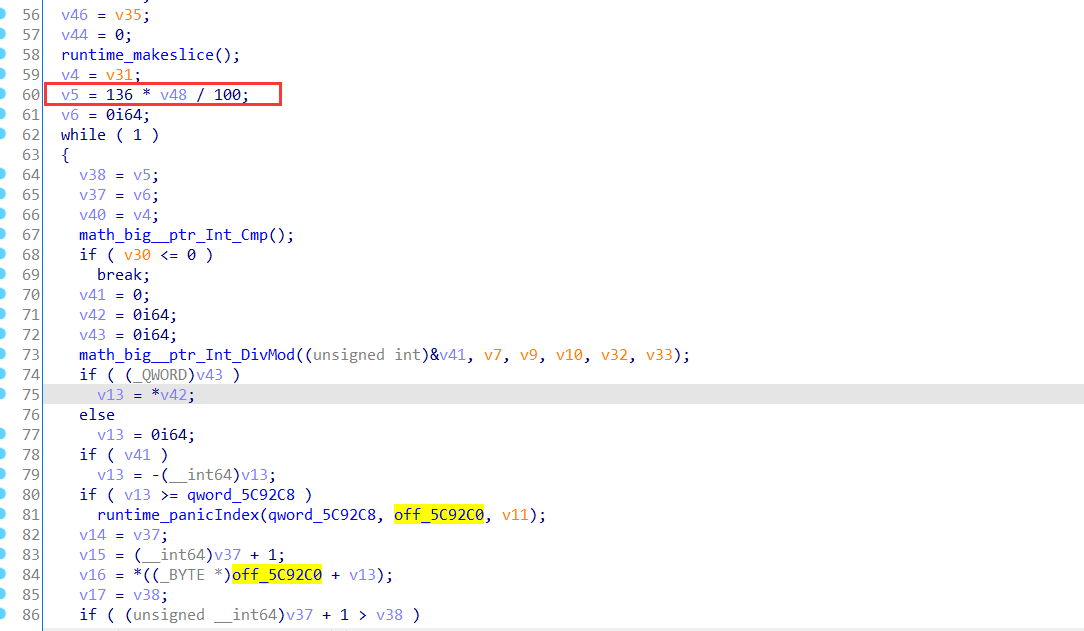 56 v46 = v35;
57 v44 = 0;
58 runtime_makeslice();
59 v4 = v31;
60 v5 = 136 * v48 / 100;
61 v6 = 0i64;
62 while ( 1 )
63 {
64 v38 = v5;
65 v37 = v6;
66 v40 = v4;
67 math_big__ptr_Int_Cmp();
68 if ( v30 <= 0 )
69 break;
70 v41 = 0;
71 v42 = 0i64;
72 v43 = 0i64;
73 math_big__ptr_Int_DivMod((unsigned int)&v41, v7, v9, v10, v32, v33);
74 if ( (_QWORD)v43 )
75 v13 = *v42;
76 else
77 v13 = 0i64;
78 if ( v41 )
79 v13 = -(__int64)v13;
80 if ( v13 >= qword_5C92C8 )
81 runtime_panicIndex(qword_5C92C8, off_5C92C0, v11);
82 v14 = v37;
83 v15 = (__int64)v37 + 1;
84 v16 = *((_BYTE *)off_5C92C0 + v13);
85 v17 = v38;
86 if ( (unsigned __int64)v37 + 1 > v38 )